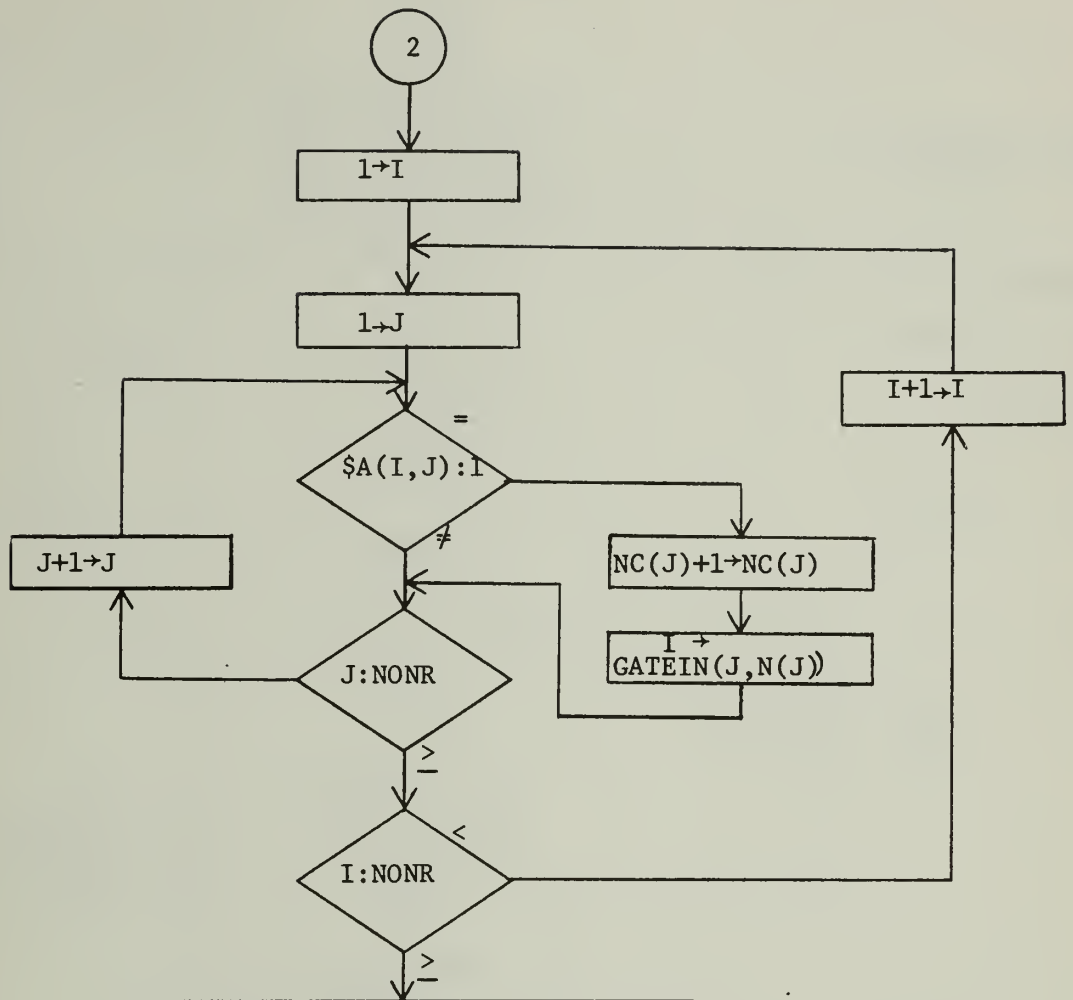 2
1→I
1→J
I+1→I
=
$A(I,J):I
≠
J+1→J
NC(J)+1→NC(J)
I →
GATEIN(J,N(J))
J:NONR
≥
<
I:NONR
≥